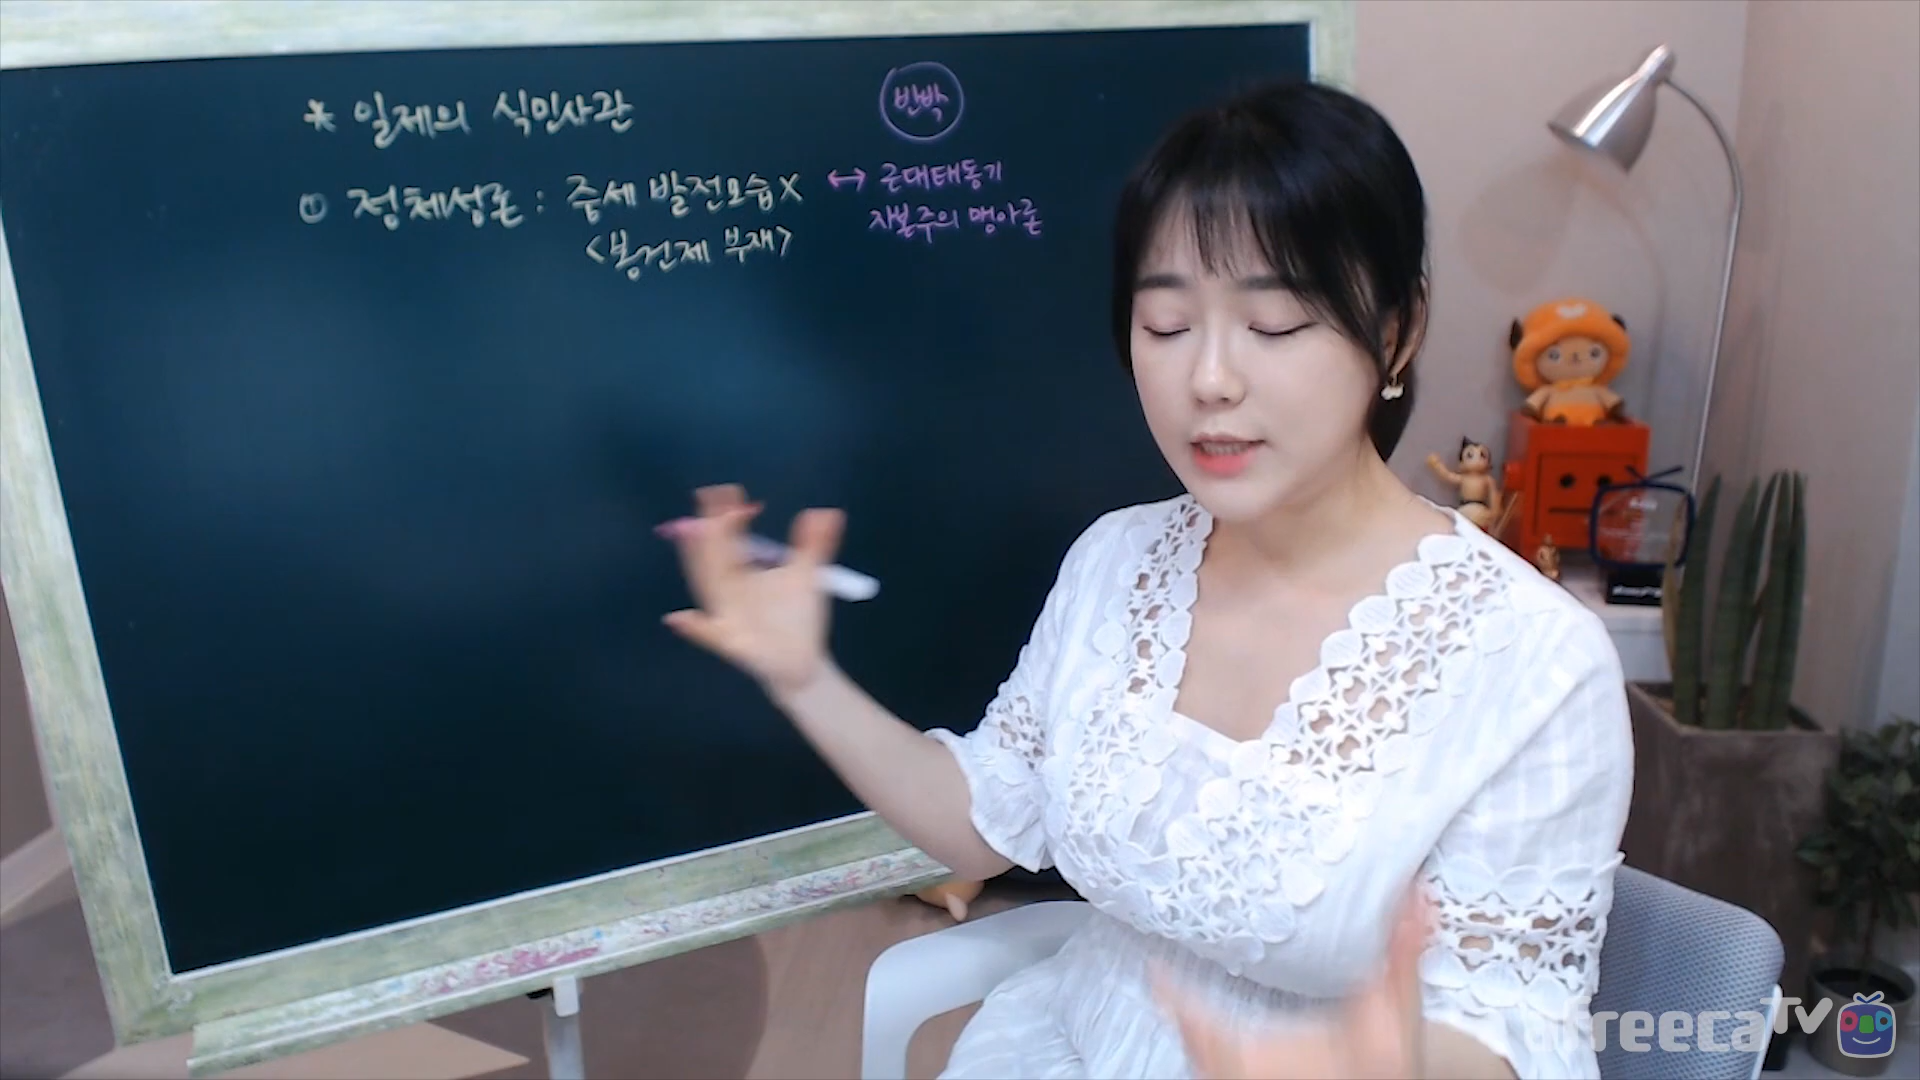 * 일제의 식민사관
반박
① 정체성론 : 중세 발전모습 X ↔ 근대태동기
<봉건제 부재>
자본주의 맹아론
afreecaTV